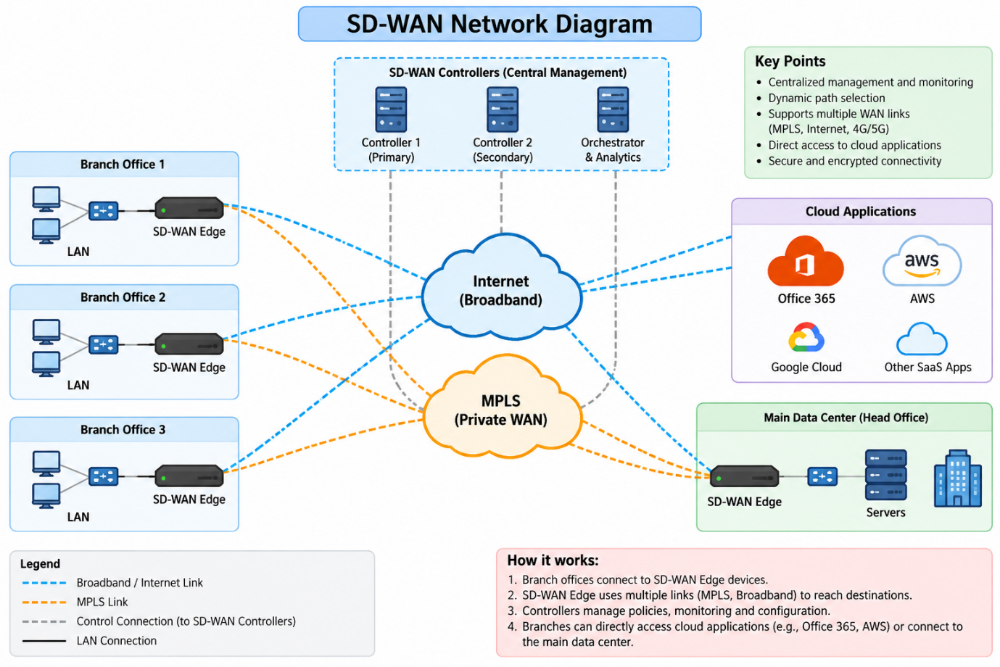 SD-WAN Network Diagram
SD-WAN Controllers (Central Management)
Controller 1
(Primary)
Controller 2
(Secondary)
Orchestrator
& Analytics
Key Points
• Centralized management and monitoring
• Dynamic path selection
• Supports multiple WAN links
(MPLS, Internet, 4G/5G)
• Direct access to cloud applications
• Secure and encrypted connectivity
Branch Office 1
SD-WAN Edge
LAN
Branch Office 2
SD-WAN Edge
LAN
Branch Office 3
SD-WAN Edge
LAN
Internet
(Broadband)
MPLS
(Private WAN)
Cloud Applications
aws
Office 365
AWS
Google Cloud
Other SaaS Apps
Main Data Center (Head Office)
SD-WAN Edge
Servers
Legend
Broadband / Internet Link
MPLS Link
Control Connection (to SD-WAN Controllers)
LAN Connection
How it works:
1. Branch offices connect to SD-WAN Edge devices.
2. SD-WAN Edge uses multiple links (MPLS, Broadband) to reach destinations.
3. Controllers manage policies, monitoring and configuration.
4. Branches can directly access cloud applications (e.g., Office 365, AWS) or connect to
the main data center.